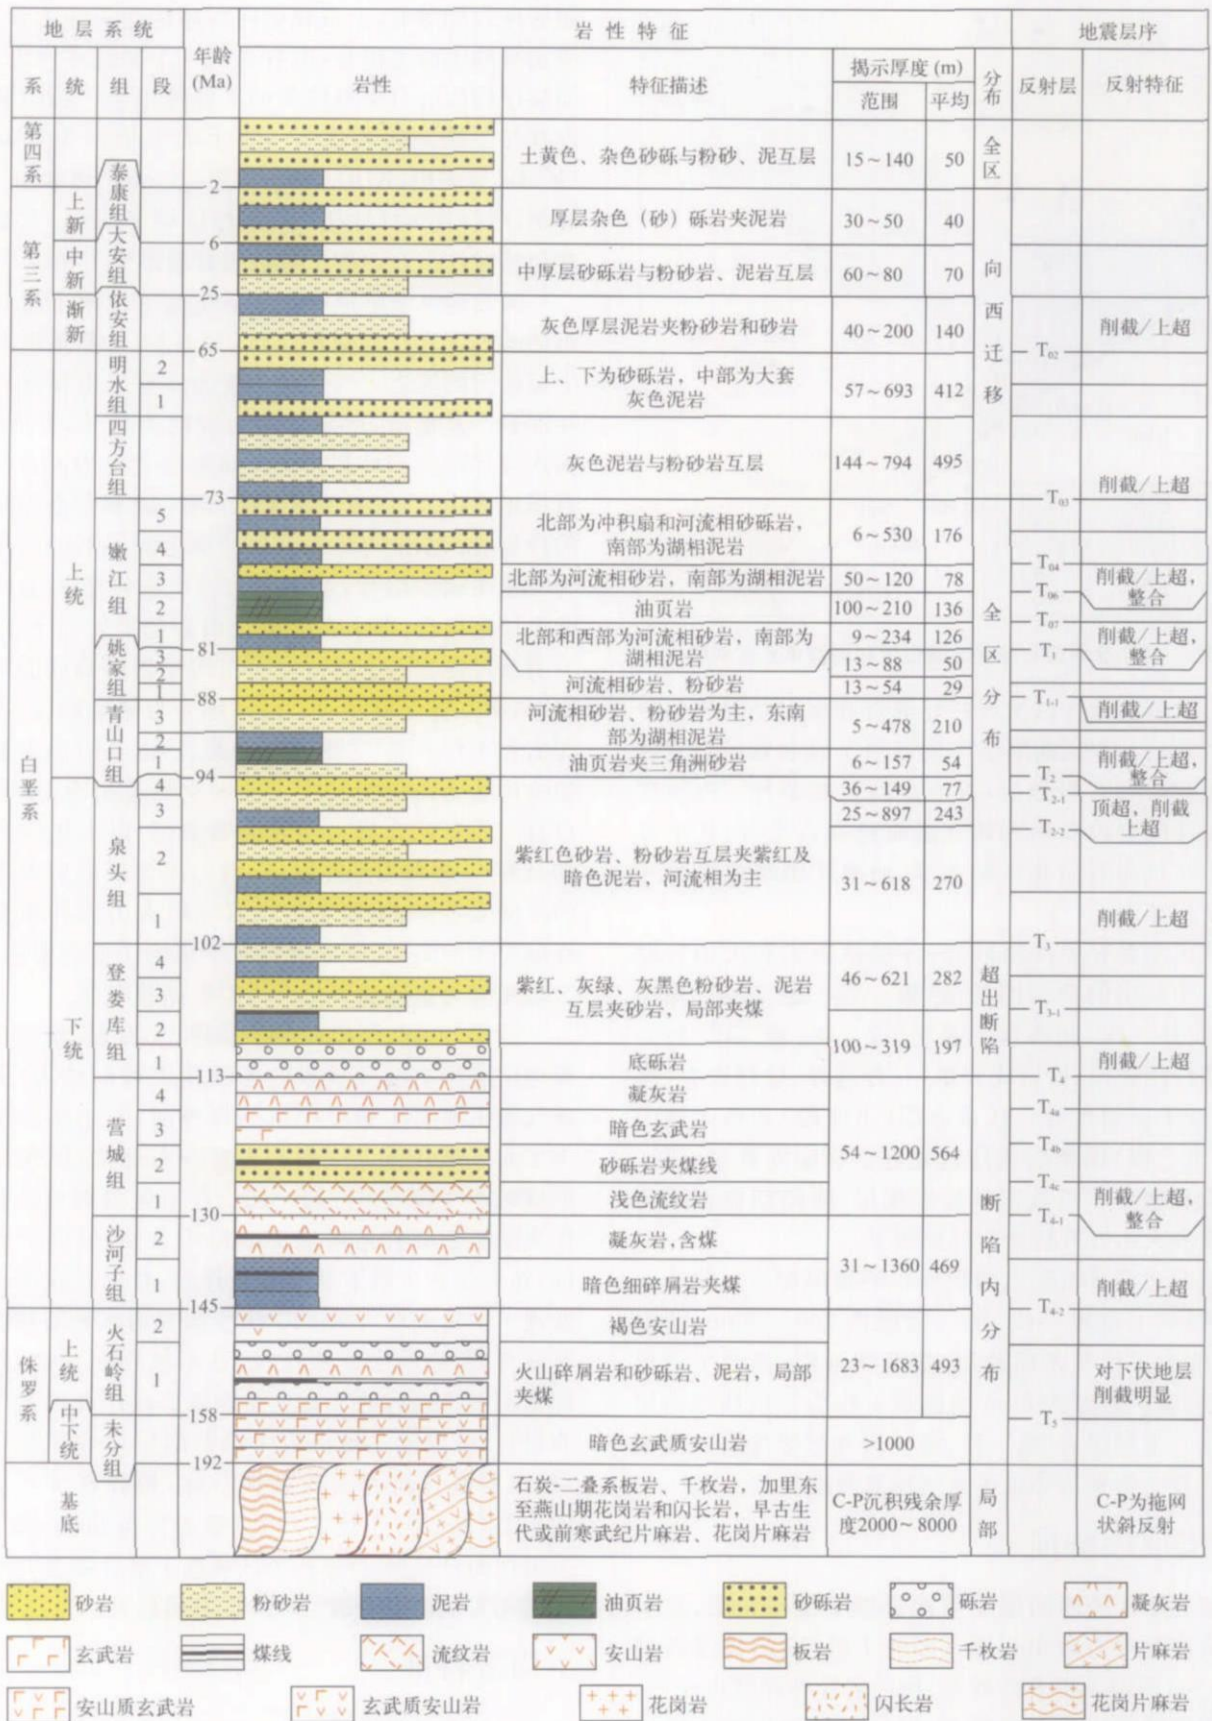 地层系统 年龄(Ma) 岩性特征 地震层序
系 统 组 段 岩性 特征描述 揭示厚度 (m) 分布 反射层 反射特征
范围 平均
第四系 土黄色、杂色砂砾与粉砂、泥互层 15~140 50 全区
泰康组
2
第三系 上新 厚层杂色（砂）砾岩夹泥岩 30~50 40 向西迁移
6
中新 大安组 中厚层砂砾岩与粉砂岩、泥岩互层 60~80 70
25
渐新 依安组 灰色厚层泥岩夹粉砂岩和砂岩 40~200 140 削截/上超
65 T02
白垩系 上统 明水组 2 上、下为砂砾岩，中部为大套 57~693 412
1 灰色泥岩
四方台组 灰色泥岩与粉砂岩互层 144~794 495 削截/上超
73 T03
嫩江组 5 北部为冲积扇和河流相砂砾岩， 6~530 176
4 南部为湖相泥岩 T04
3 北部为河流相砂岩，南部为湖相泥岩 50~120 78 T06 削截/上超，
整合
2 油页岩 100~210 136 全区分布 T07
1 北部和西部为河流相砂岩，南部为 9~234 126 削截/上超，
81 湖相泥岩 T1 整合
姚家组 3 13~88 50
2
1 河流相砂岩、粉砂岩 13~54 29
88 T1-1
青山口组 3 河流相砂岩、粉砂岩为主，东南 5~478 210 削截/上超
2 部为湖相泥岩
1 油页岩夹三角洲砂岩 6~157 54 削截/上超，
94 T2 整合
下统 泉头组 4 36~149 77 T2-1
3 25~897 243 T2-2 顶超，削截
上超
2 紫红色砂岩、粉砂岩互层夹紫红及 31~618 270
暗色泥岩，河流相为主
1 削截/上超
102 T3
登娄库组 4 紫红、灰绿、灰黑色粉砂岩、泥岩 46~621 282 超出断陷
3 互层夹砂岩，局部夹煤 T3-1
2 100~319 197
1 底砾岩 削截/上超
113 T4
营城组 4 凝灰岩 54~1200 564 T4a
3 暗色玄武岩 T4b
2 砂砾岩夹煤线 T4c
1 浅色流纹岩 断陷内分布 削截/上超，
130 T4-1 整合
沙河子组 2 凝灰岩,含煤 31~1360 469
1 暗色细碎屑岩夹煤 削截/上超
145 T4-2
侏罗系 上统 火石岭组 2 褐色安山岩 23~1683 493
1 火山碎屑岩和砂砾岩、泥岩，局部 对下伏地层
夹煤 削截明显
158 T5
中下统 未分组 暗色玄武质安山岩 >1000
192
基底 石炭-二叠系板岩、千枚岩，加里东 C-P沉积残余厚 局部 C-P为拖网
至燕山期花岗岩和闪长岩，早古生 度2000~8000 状斜反射
代或前寒武纪片麻岩、花岗片麻岩
砂岩 粉砂岩 泥岩 油页岩 砂砾岩 砾岩 凝灰岩
玄武岩 煤线 流纹岩 安山岩 板岩 千枚岩 片麻岩
安山质玄武岩 玄武质安山岩 花岗岩 闪长岩 花岗片麻岩